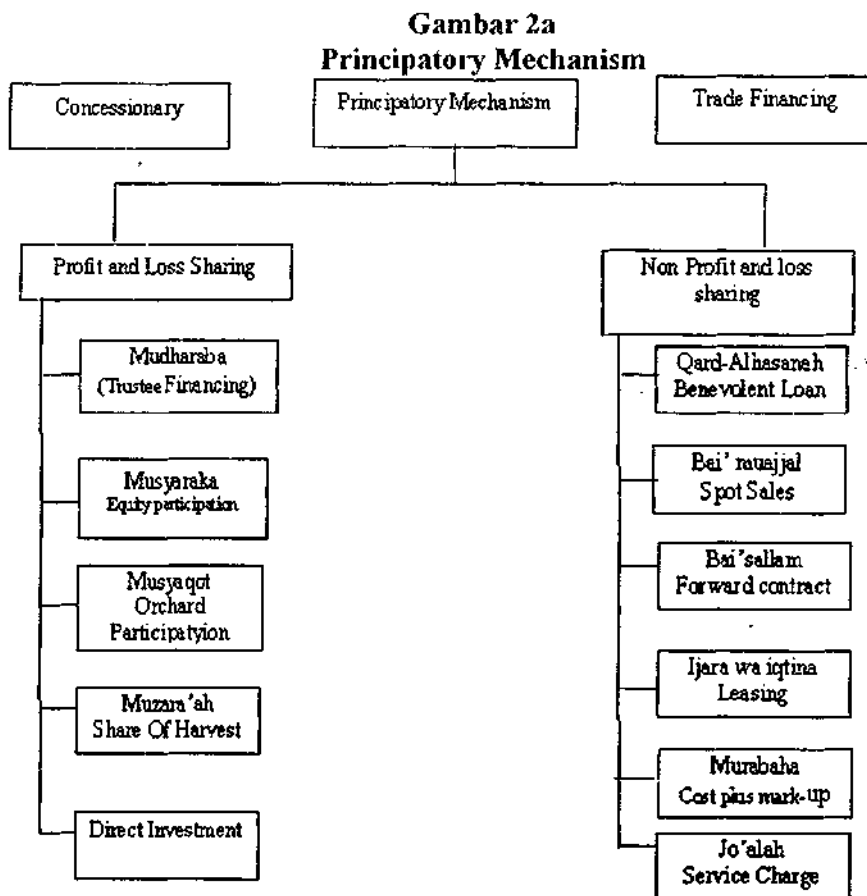 Gambar 2a
Principatory Mechanism
Concessionary
Principatory Mechanism
Trade Financing
Profit and Loss Sharing
Mudharaba
(Trustee Financing)
Musyaraka
Equity participation
Musyaqot
Orchard
Participatyion
Muzara'ah
Share Of Harvest
Direct Investment
Non Profit and loss
sharing
Qard-Alhasanah
Benevolent Loan
Bai' muajjal
Spot Sales
Bai'sallam
Forward contract
Ijara wa iqtina
Leasing
Murabaha
Cost plus mark-up
Jo'alah
Service Charge